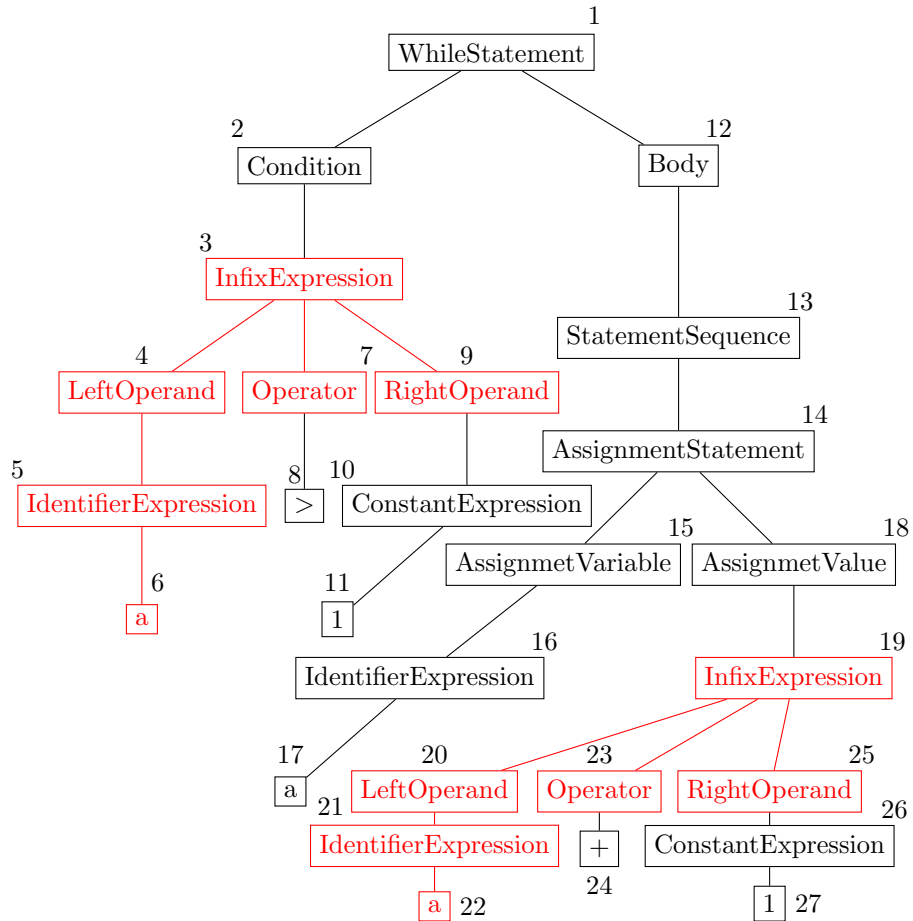 1
WhileStatement
2
12
Condition
Body
3
InfixExpression
13
StatementSequence
4
7
9
LeftOperand
Operator
RightOperand
14
AssignmentStatement
5
8
10
IdentifierExpression
>
ConstantExpression
15
18
AssignmetVariable
AssignmetValue
6
11
a
1
16
19
IdentifierExpression
InfixExpression
17
20
23
25
a
LeftOperand
Operator
RightOperand
21
26
IdentifierExpression
+
ConstantExpression
24
a
22
1
27